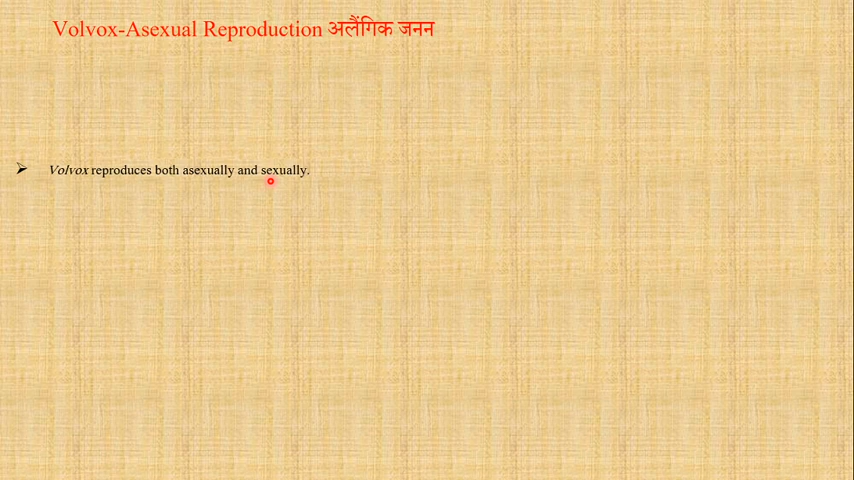 Volvox-Asexual Reproduction अलैंगिक जनन
➢ Volvox reproduces both asexually and sexually.